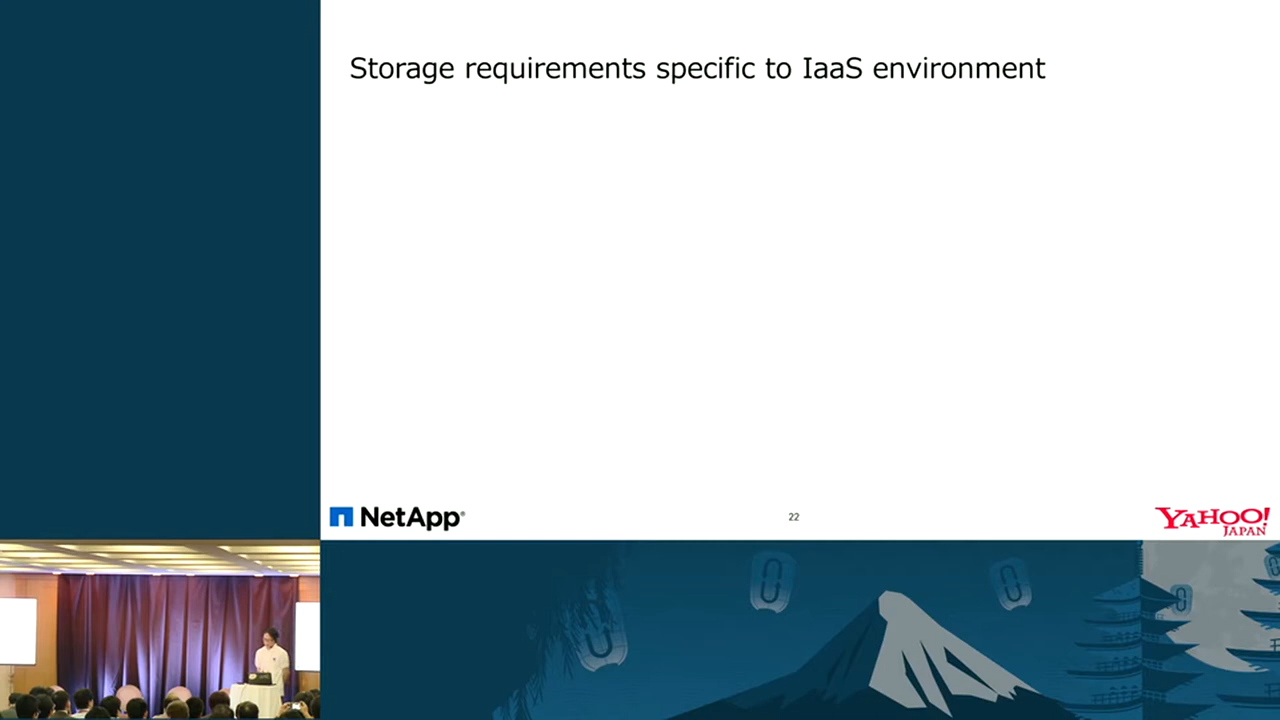 Storage requirements specific to IaaS environment
NetApp®
22
YAHOO!
JAPAN